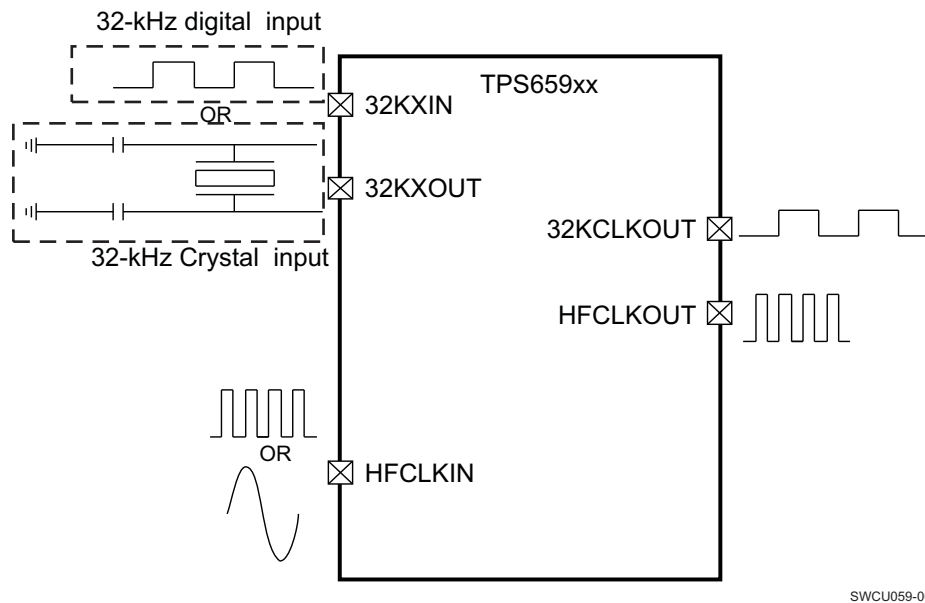 32-kHz digital input
TPS659xx
32KXIN
OR
32KXOUT
32KCLKOUT
32-kHz Crystal input
HFCLKOUT
OR
HFCLKIN
SWCU059-0